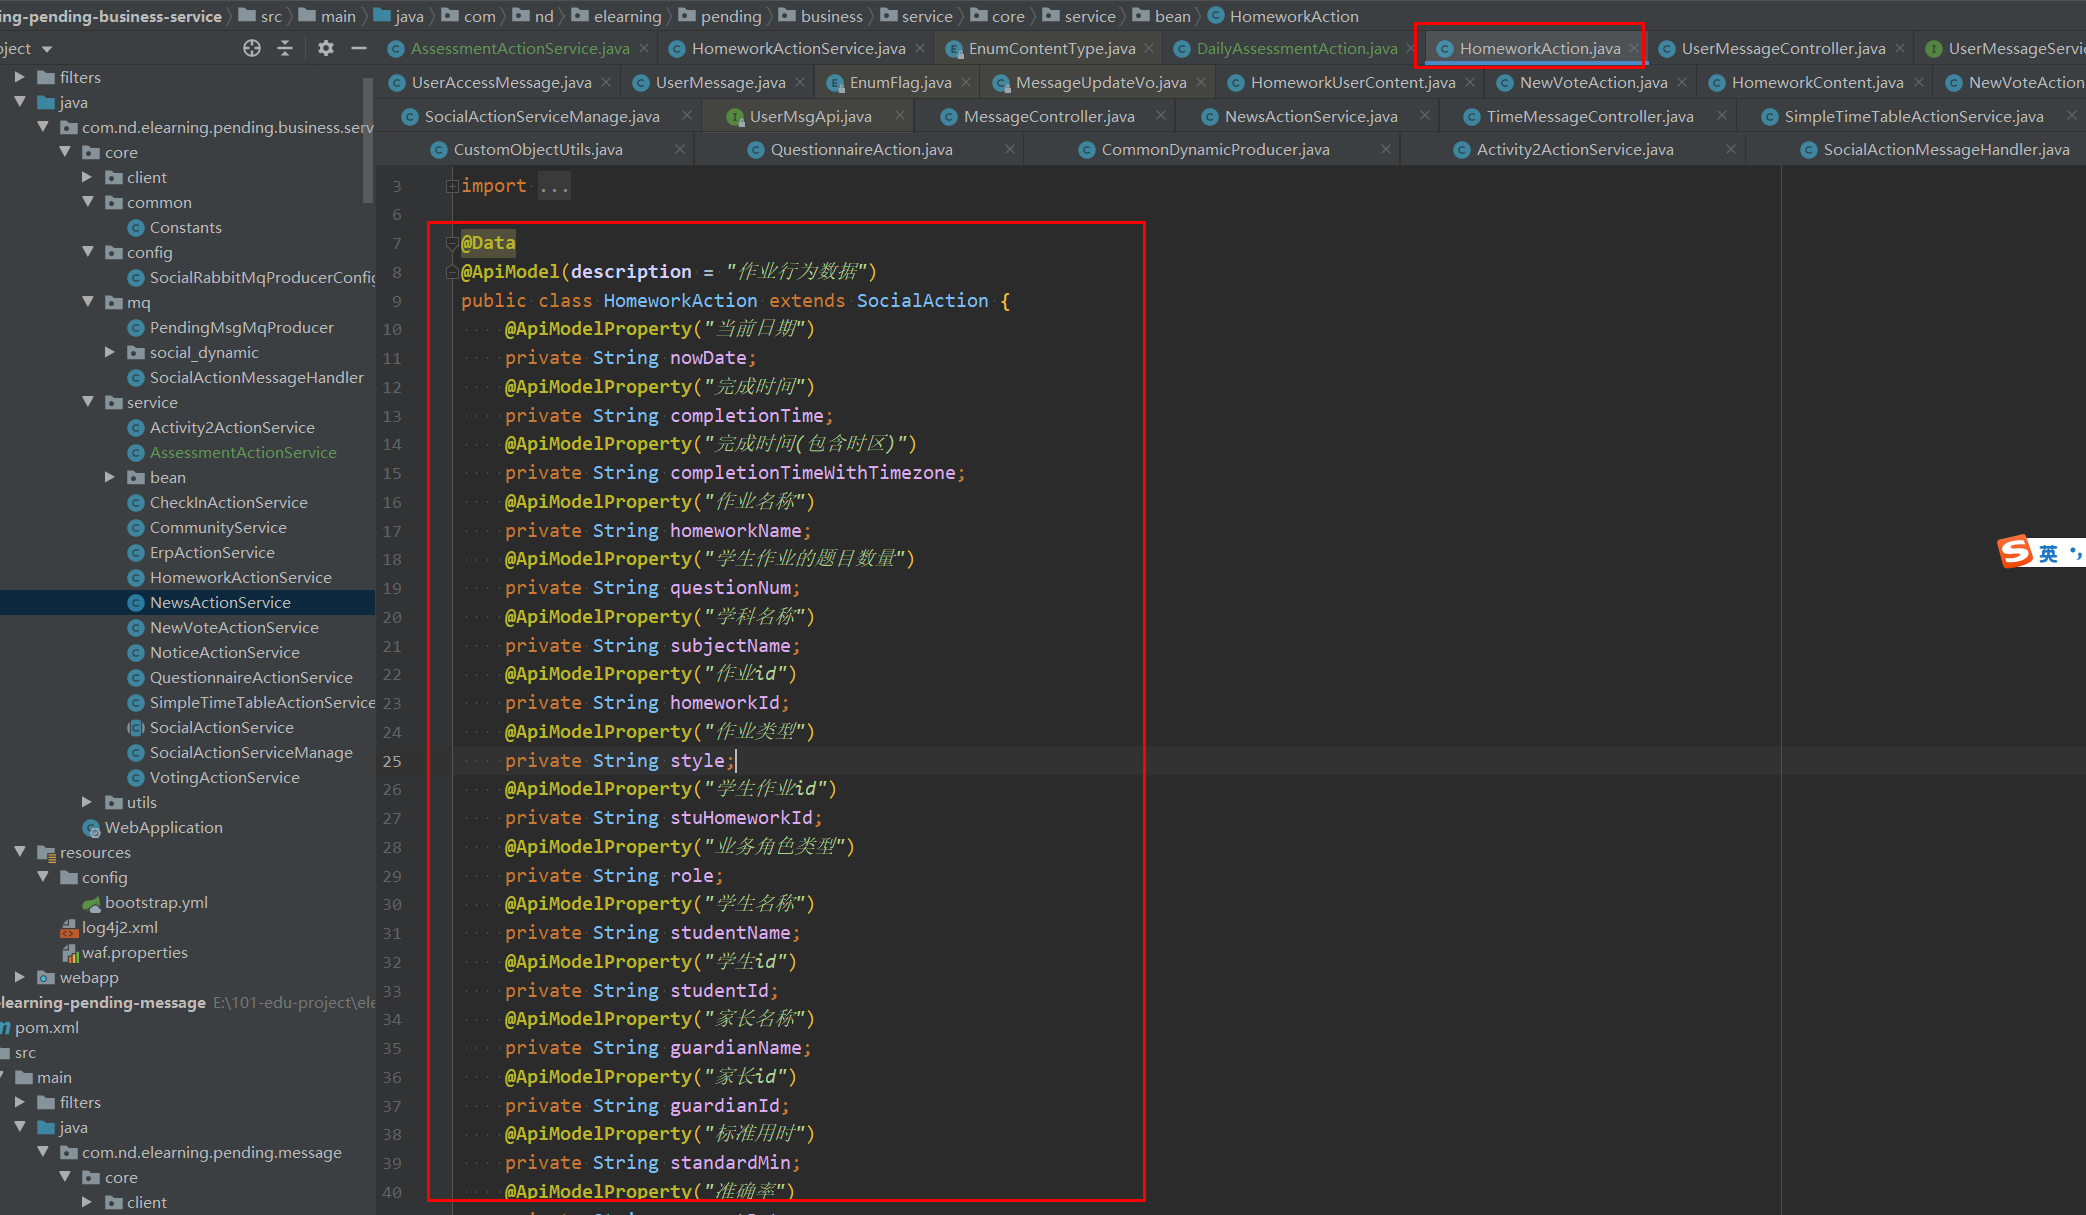 ing-pending-business-service src main java com nd elearning pending business service core service bean HomeworkAction
ject
AssessmentActionService.java HomeworkActionService.java EnumContentType.java DailyAssessmentAction.java HomeworkAction.java UserMessageController.java UserMessageServic
UserAccessMessage.java UserMessage.java EnumFlag.java MessageUpdateVo.java HomeworkUserContent.java NewVoteAction.java HomeworkContent.java NewVoteAction
SocialActionServiceManage.java UserMsgApi.java MessageController.java NewsActionService.java TimeMessageController.java SimpleTimeTableActionService.java
CustomObjectUtils.java QuestionnaireAction.java CommonDynamicProducer.java Activity2ActionService.java SocialActionMessageHandler.java
filters
java
com.nd.elearning.pending.business.serv
core
client
common
Constants
config
SocialRabbitMqProducerConfig
mq
PendingMsgMqProducer
social_dynamic
SocialActionMessageHandler
service
Activity2ActionService
AssessmentActionService
bean
CheckInActionService
CommunityService
ErpActionService
HomeworkActionService
NewsActionService
NewVoteActionService
NoticeActionService
QuestionnaireActionService
SimpleTimeTableActionService
SocialActionService
SocialActionServiceManage
VotingActionService
utils
WebApplication
resources
config
bootstrap.yml
log4j2.xml
waf.properties
webapp
learning-pending-message E:\101-edu-project\ele
pom.xml
src
main
filters
java
com.nd.elearning.pending.message
core
client
3 import ...
6
7 @Data
8 @ApiModel(description = "作业行为数据")
9 public class HomeworkAction extends SocialAction {
10 @ApiModelProperty("当前日期")
11 private String nowDate;
12 @ApiModelProperty("完成时间")
13 private String completionTime;
14 @ApiModelProperty("完成时间(包含时区)")
15 private String completionTimeWithTimezone;
16 @ApiModelProperty("作业名称")
17 private String homeworkName;
18 @ApiModelProperty("学生作业的题目数量")
19 private String questionNum;
20 @ApiModelProperty("学科名称")
21 private String subjectName;
22 @ApiModelProperty("作业id")
23 private String homeworkId;
24 @ApiModelProperty("作业类型")
25 private String style;
26 @ApiModelProperty("学生作业id")
27 private String stuHomeworkId;
28 @ApiModelProperty("业务角色类型")
29 private String role;
30 @ApiModelProperty("学生名称")
31 private String studentName;
32 @ApiModelProperty("学生id")
33 private String studentId;
34 @ApiModelProperty("家长名称")
35 private String guardianName;
36 @ApiModelProperty("家长id")
37 private String guardianId;
38 @ApiModelProperty("标准用时")
39 private String standardMin;
40 @ApiModelProperty("准确率")
英